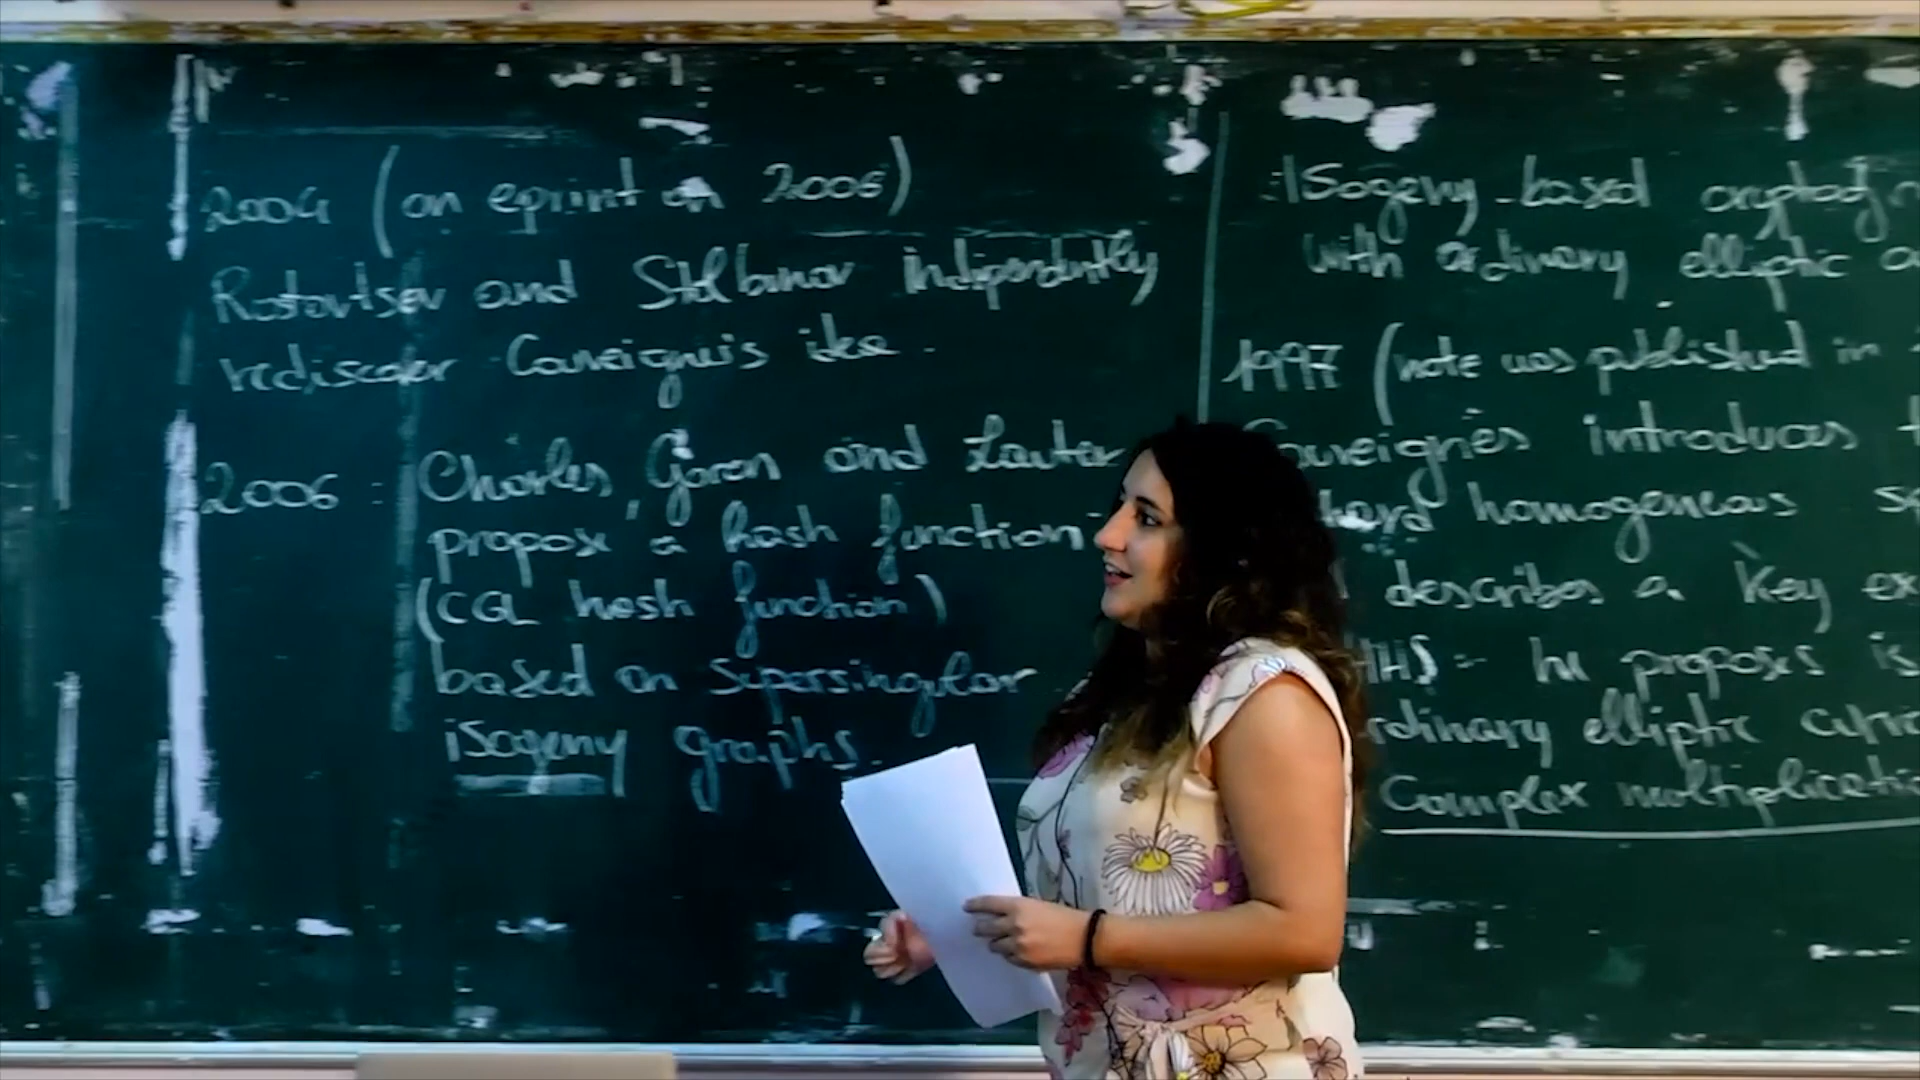 2004 (on eprint on 2006)
Rostovtsev and Stolbunov indipendently
rediscover Couveignes's idea.
2006 : Charles, Goren and Lauter
propose a hash function
(CGL hash function)
based on supersingular
isogeny graphs.
Isogeny-based
with ordinary elliptic
1997 (note was published in
Couveignes introduces
hard homogeneous
describes a key
HHS - he proposes
ordinary elliptic
Complex multiplication